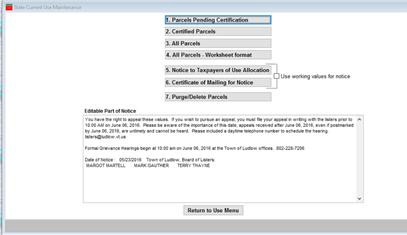 State Current Use Maintenance
1. Parcels Pending Certification
2. Certified Parcels
3. All Parcels
4. All Parcels - Worksheet format
5. Notice to Taxpayers of Use Allocation
6. Certificate of Mailing for Notice
Use working values for notice
7. Purge/Delete Parcels
Editable Part of Notice
You have the right to appeal these values. If you wish to pursue an appeal, you must file your appeal in writing with the listers prior to
10:00 AM on June 06, 2016. Please be aware of the importance of this date, appeals received after June 06, 2016, even if postmarked
by June 06, 2016, are untimely and cannot be heard. Please included a daytime telephone number to schedule the hearing.
listers@ludlow.vt.us
Formal Grievance Hearings begin at 10:00 am on June 06, 2016 at the Town of Ludlow offices. 802-228-7206
Date of Notice: 05/23/2016 Town of Ludlow, Board of Listers:
MARGOT MARTELL MARK GAUTHIER TERRY THAYNE
Return to Use Menu